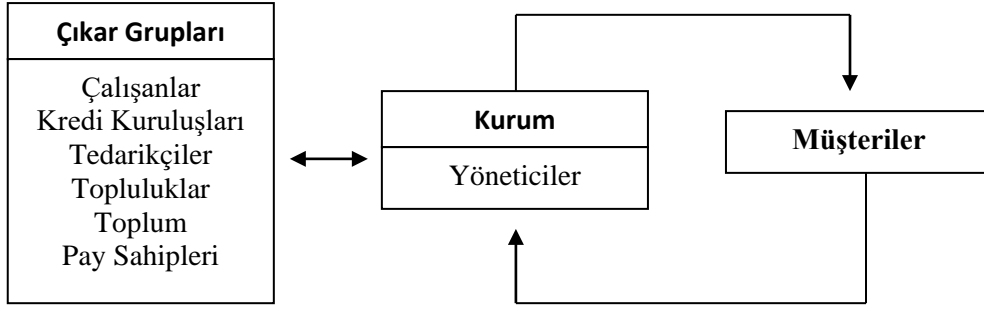 Çıkar Grupları
Çalışanlar
Kredi Kuruluşları
Tedarikçiler
Topluluklar
Toplum
Pay Sahipleri
Kurum
Yöneticiler
Müşteriler